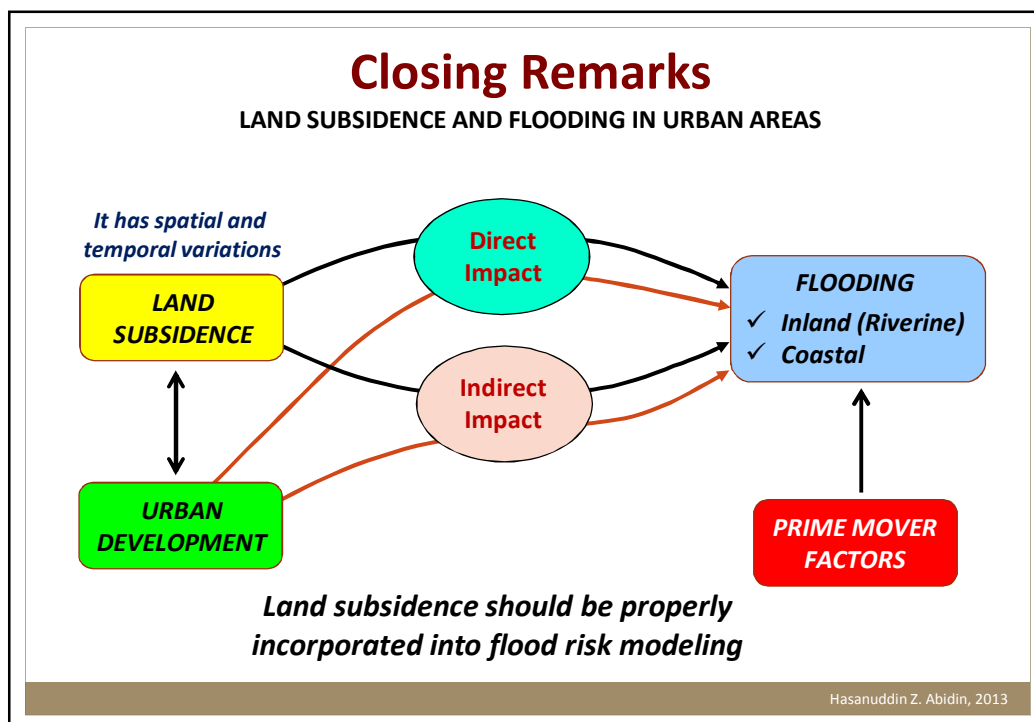 Closing Remarks
LAND SUBSIDENCE AND FLOODING IN URBAN AREAS
It has spatial and
temporal variations
LAND
SUBSIDENCE
Direct
Impact
FLOODING
✓ Inland (Riverine)
✓ Coastal
Indirect
Impact
URBAN
DEVELOPMENT
PRIME MOVER
FACTORS
Land subsidence should be properly
incorporated into flood risk modeling
Hasanuddin Z. Abidin, 2013